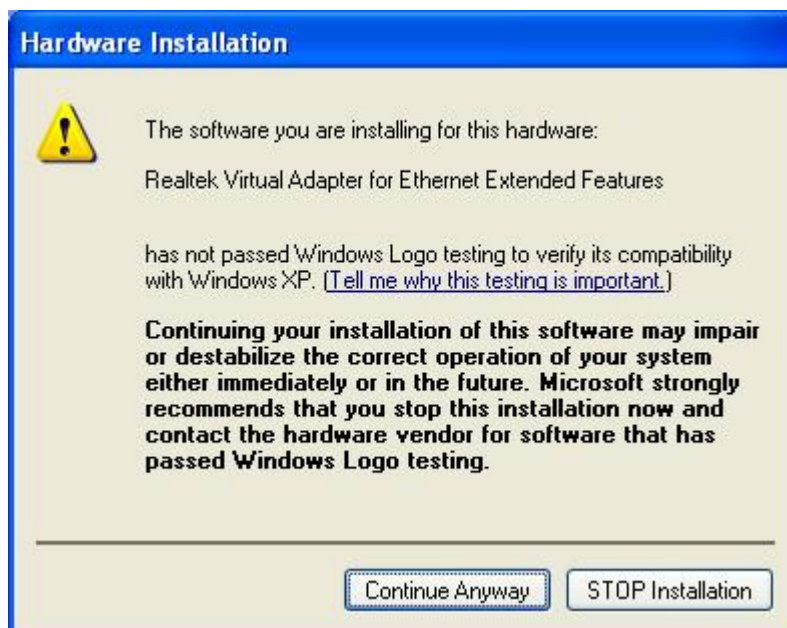 Hardware Installation
The software you are installing for this hardware:
Realtek Virtual Adapter for Ethernet Extended Features
has not passed Windows Logo testing to verify its compatibility
with Windows XP. (Tell me why this testing is important.)
Continuing your installation of this software may impair
or destabilize the correct operation of your system
either immediately or in the future. Microsoft strongly
recommends that you stop this installation now and
contact the hardware vendor for software that has
passed Windows Logo testing.
Continue Anyway
STOP Installation